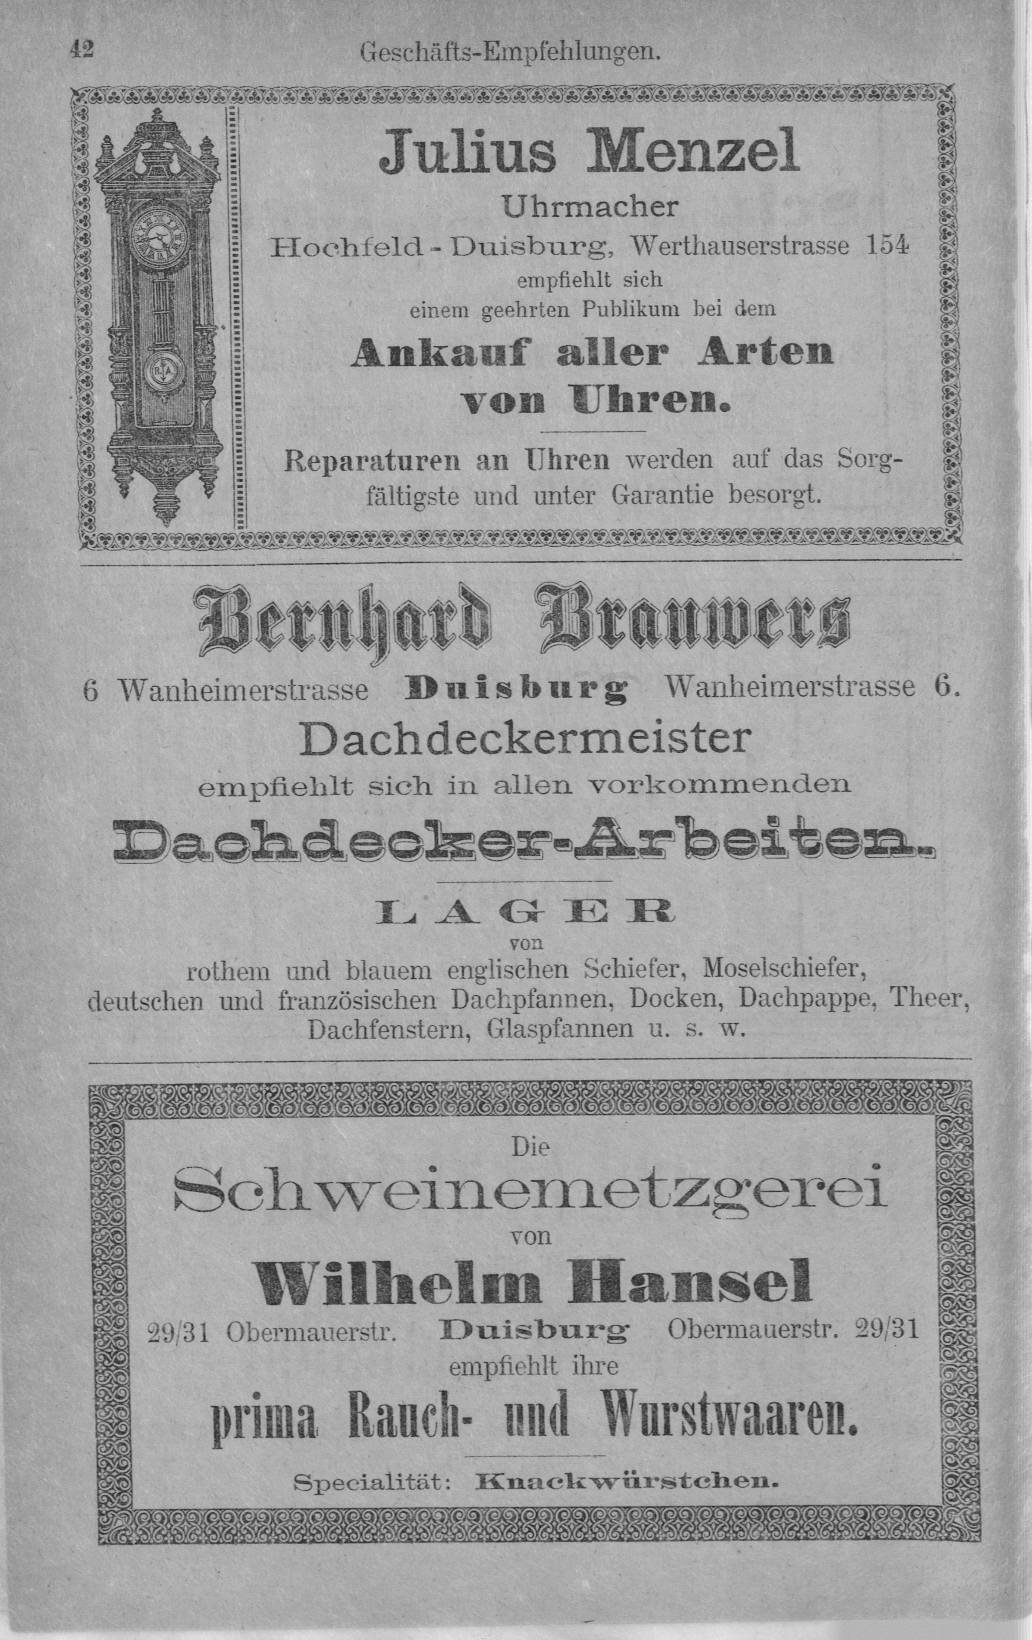 42
Geschäfts-Empfehlungen.
Julius Menzel
Uhrmacher
Hochfeld - Duisburg, Werthauserstrasse 154
empfiehlt sich
einem geehrten Publikum bei dem
Ankauf aller Arten
von Uhren.
Reparaturen an Uhren werden auf das Sorg-
fältigste und unter Garantie besorgt.
R A
Bernhard Brauwers
6 Wanheimerstrasse Duisburg Wanheimerstrasse 6.
Dachdeckermeister
empfiehlt sich in allen vorkommenden
Dachdecker-Arbeiten.
LAGER
von
rothem und blauem englischen Schiefer, Moselschiefer,
deutschen und französischen Dachpfannen, Docken, Dachpappe, Theer,
Dachfenstern, Glaspfannen u. s. w.
Die
Schweinemetzgerei
von
Wilhelm Hansel
29/31 Obermauerstr. Duisburg Obermauerstr. 29/31
empfiehlt ihre
prima Rauch- und Wurstwaaren.
Specialität: Knackwürstchen.